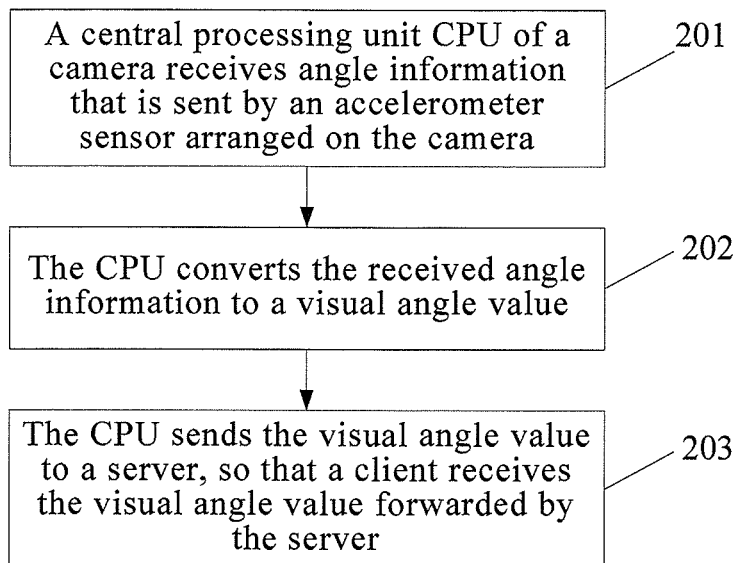 A central processing unit CPU of a
camera receives angle information
that is sent by an accelerometer
sensor arranged on the camera
201
The CPU converts the received angle
information to a visual angle value
202
The CPU sends the visual angle value
to a server, so that a client receives
the visual angle value forwarded by
the server
203